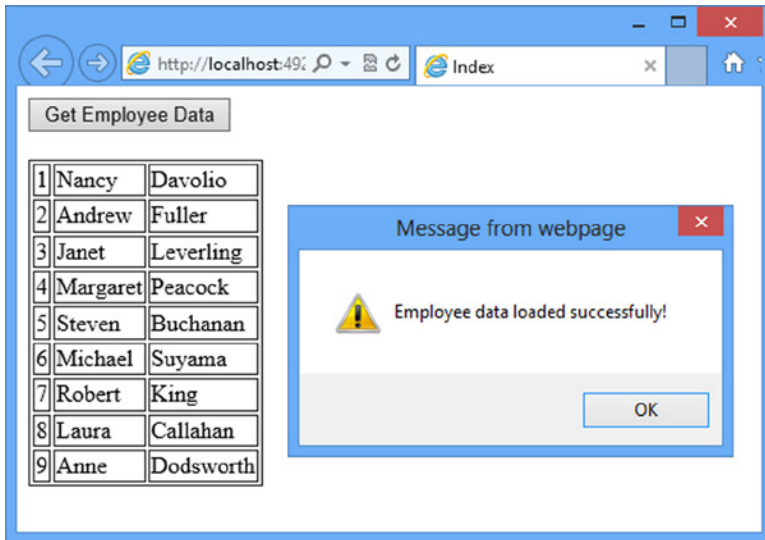 http://localhost:492
Index
Get Employee Data
1 Nancy Davolio
2 Andrew Fuller
3 Janet Leverling
4 Margaret Peacock
5 Steven Buchanan
6 Michael Suyama
7 Robert King
8 Laura Callahan
9 Anne Dodsworth
Message from webpage
Employee data loaded successfully!
OK